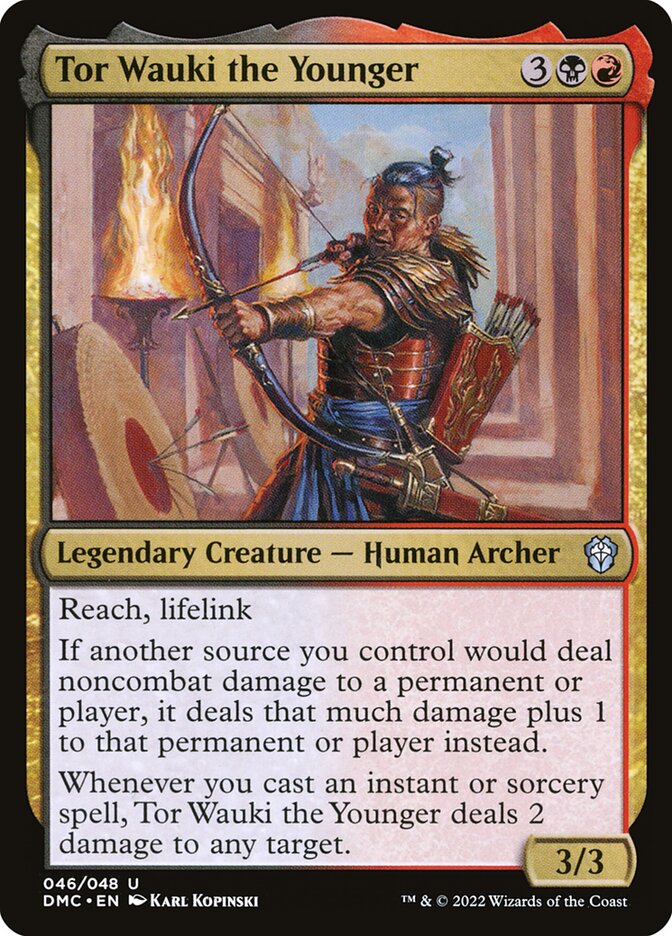 Tor Wauki the Younger 3
Legendary Creature — Human Archer
Reach, lifelink
If another source you control would deal
noncombat damage to a permanent or
player, it deals that much damage plus 1
to that permanent or player instead.
Whenever you cast an instant or sorcery
spell, Tor Wauki the Younger deals 2
damage to any target.
3/3
046/048 U
DMC • EN Karl Kopinski ™ & © 2022 Wizards of the Coast